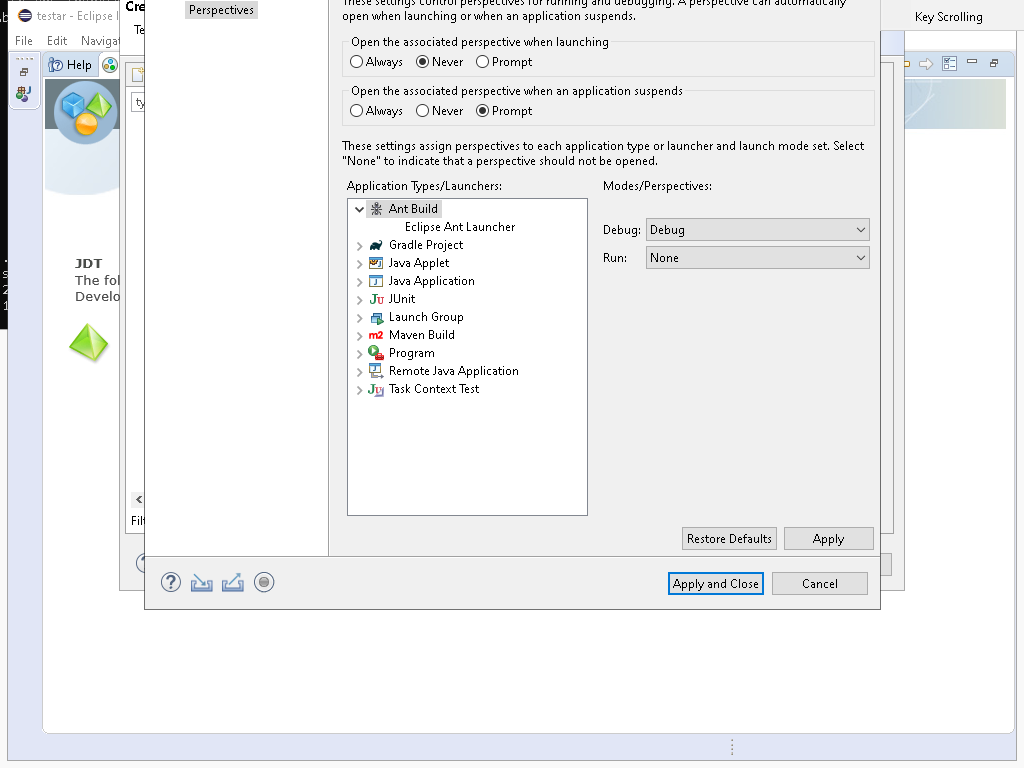 testar - Eclipse
Cre
Perspectives
These settings control perspectives for running and debugging. A perspective can automatically
open when launching or when an application suspends.
Key Scrolling
File Edit Navigat
Te
Open the associated perspective when launching
Always Never Prompt
Help
Open the associated perspective when an application suspends
Always Never Prompt
ty
These settings assign perspectives to each application type or launcher and launch mode set. Select
"None" to indicate that a perspective should not be opened.
Application Types/Launchers:
Modes/Perspectives:
Ant Build
Eclipse Ant Launcher
Gradle Project
Java Applet
Java Application
JUnit
Launch Group
Maven Build
Program
Remote Java Application
Task Context Test
Debug: Debug
Run: None
JDT
The fol
Develo
Filt
Restore Defaults Apply
Apply and Close Cancel